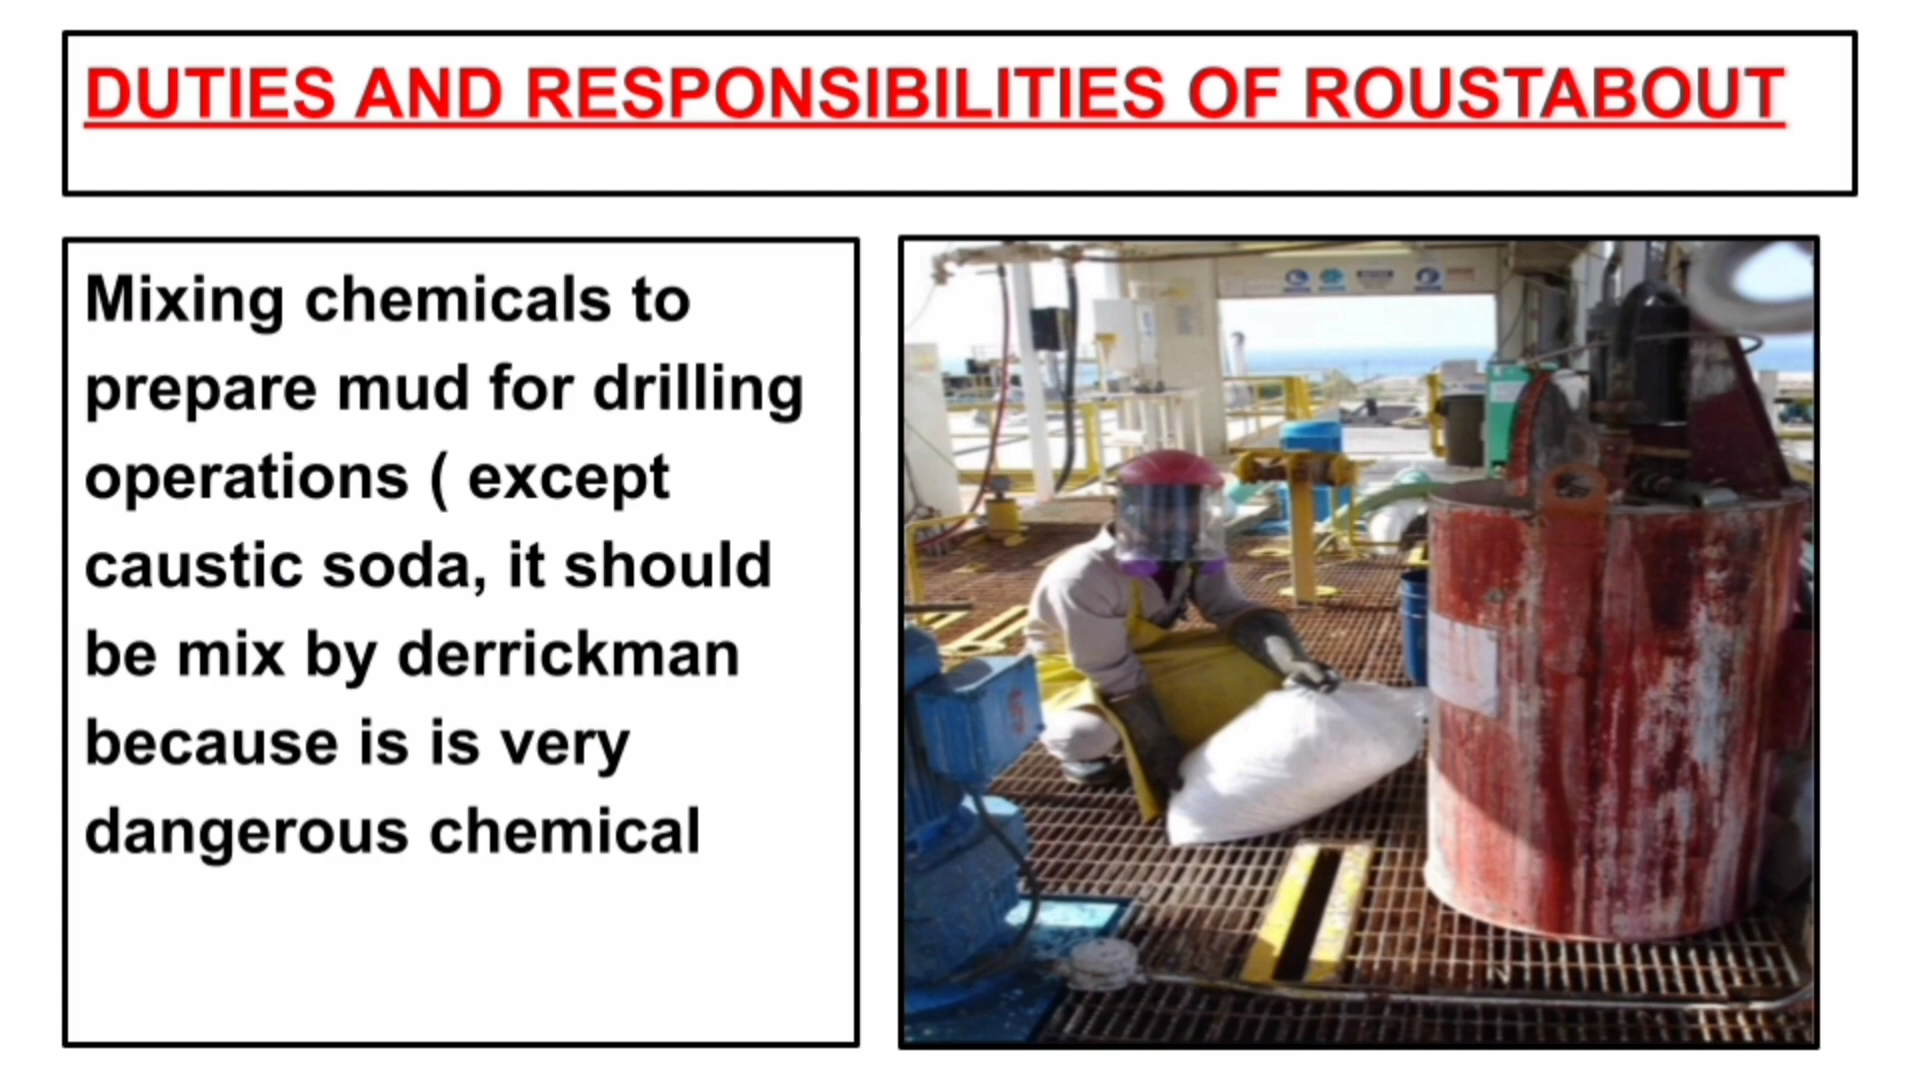 DUTIES AND RESPONSIBILITIES OF ROUSTABOUT
Mixing chemicals to
prepare mud for drilling
operations ( except
caustic soda, it should
be mix by derrickman
because is is very
dangerous chemical